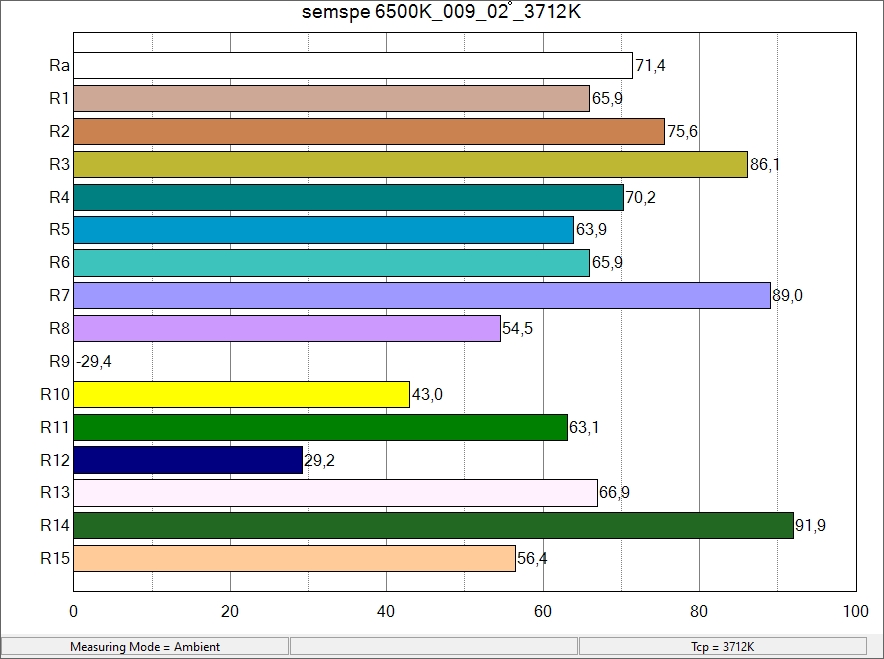 semspe 6500K_009_02°_3712K
Ra 71,4
R1 65,9
R2 75,6
R3 86,1
R4 70,2
R5 63,9
R6 65,9
R7 89,0
R8 54,5
R9 -29,4
R10 43,0
R11 63,1
R12 29,2
R13 66,9
R14 91,9
R15 56,4
0 20 40 60 80 100
Measuring Mode = Ambient Tcp = 3712K